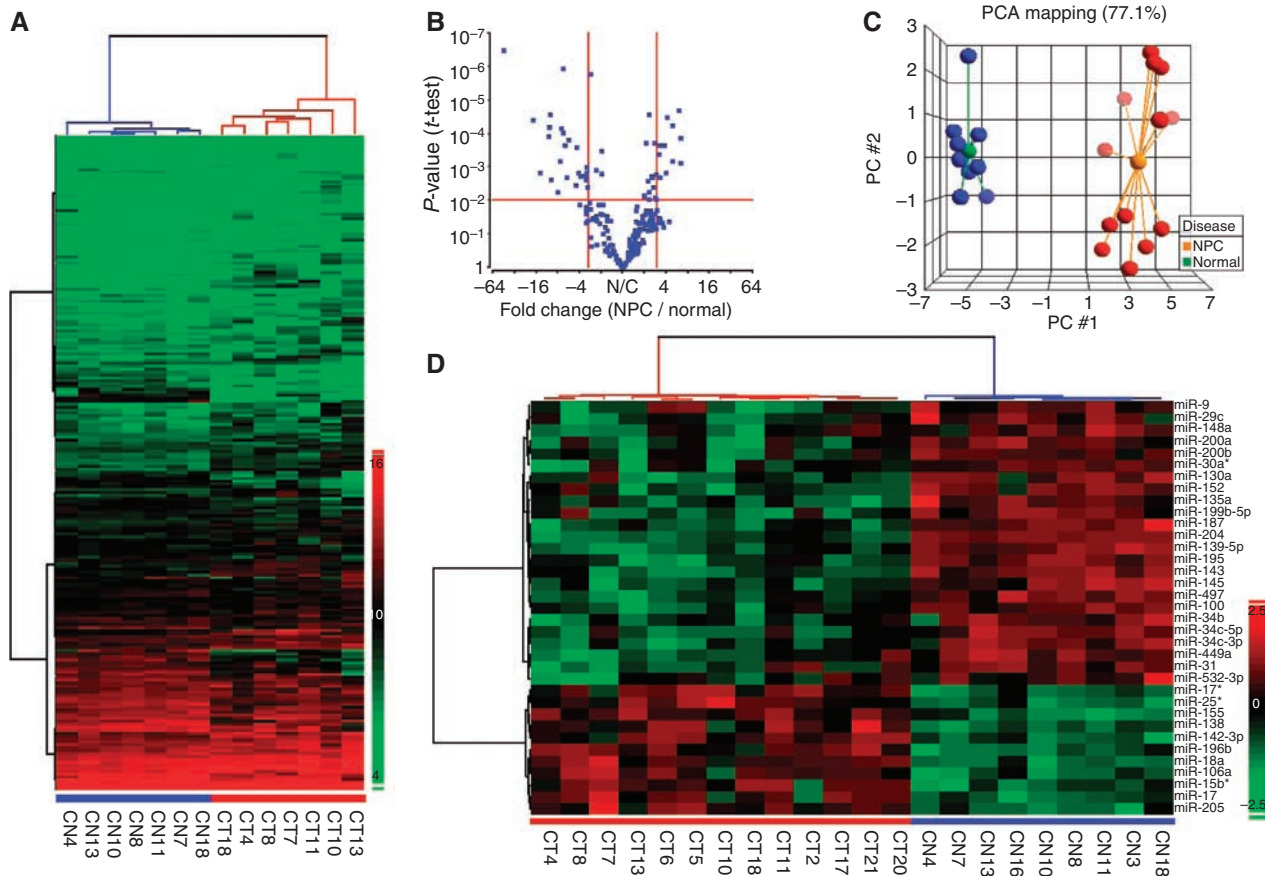 A
16
10
4
CN4
CN13
CN10
CN8
CN11
CN7
CN18
CT18
CT4
CT8
CT7
CT11
CT10
CT13
B
P-value (t-test)
10-7
10-6
10-5
10-4
10-3
10-2
10-1
1
−64
−16
−4
N/C
4
16
64
Fold change (NPC / normal)
C
PCA mapping (77.1%)
PC #2
3
2
1
0
−1
−2
−3
−7
−5
−3
−1
1
3
5
7
PC #1
Disease
NPC
Normal
D
miR-9
miR-29c
miR-148a
miR-200a
miR-200b
miR-30a*
miR-130a
miR-152
miR-135a
miR-199b-5p
miR-187
miR-204
miR-139-5p
miR-195
miR-143
miR-145
miR-497
miR-100
miR-34b
miR-34c-5p
miR-34c-3p
miR-449a
miR-31
miR-532-3p
miR-17*
miR-25*
miR-155
miR-138
miR-142-3p
miR-196b
miR-18a
miR-106a
miR-15b*
miR-17
miR-205
2.5
0
−2.5
CT4
CT8
CT7
CT13
CT6
CT5
CT10
CT18
CT11
CT2
CT17
CT21
CT20
CN4
CN7
CN13
CN16
CN10
CN8
CN11
CN3
CN18